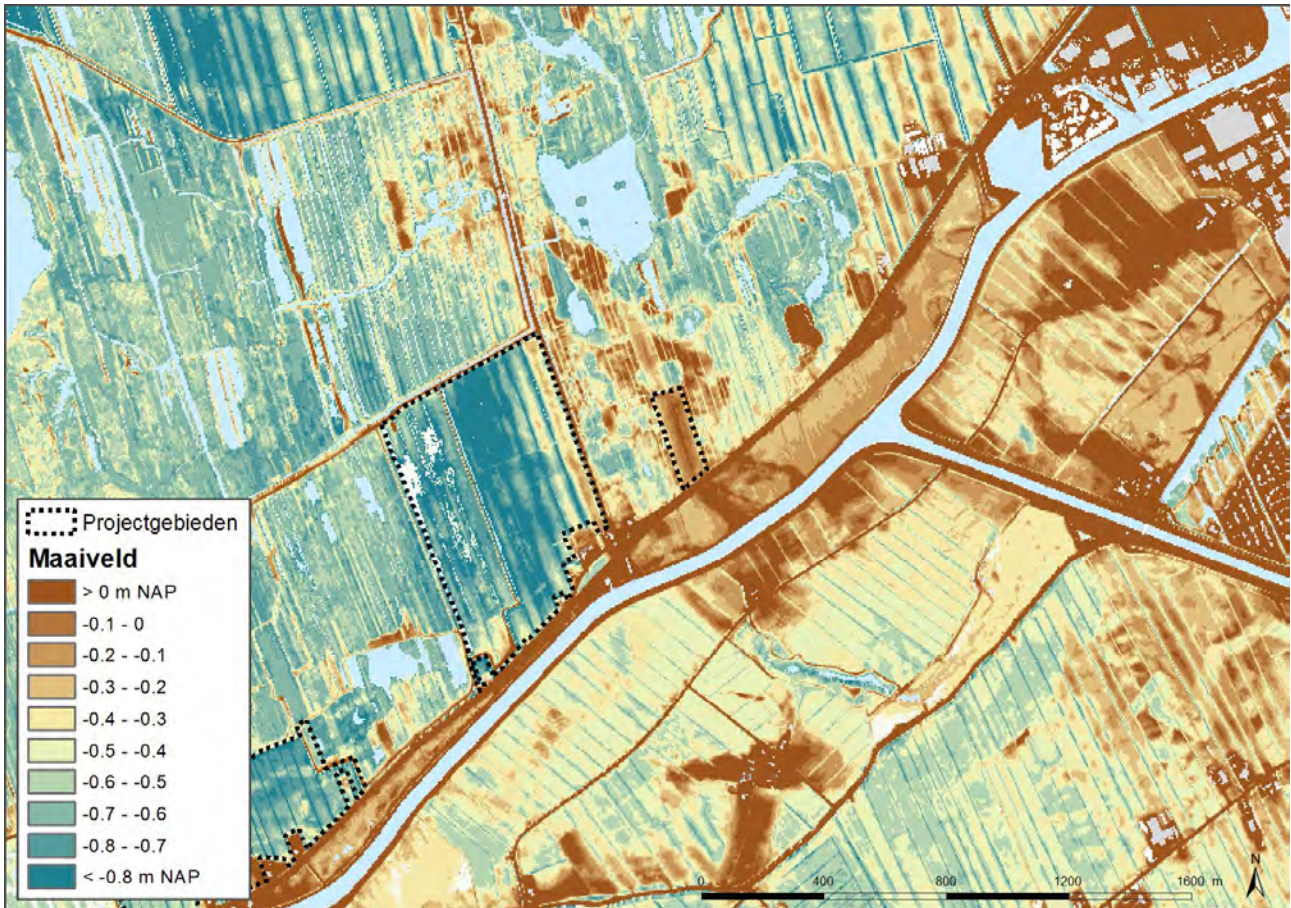 Projectgebieden
Maaiveld
> 0 m NAP
-0.1 - 0
-0.2 - -0.1
-0.3 - -0.2
-0.4 - -0.3
-0.5 - -0.4
-0.6 - -0.5
-0.7 - -0.6
-0.8 - -0.7
< -0.8 m NAP
N
0 400 800 1200 1600 m